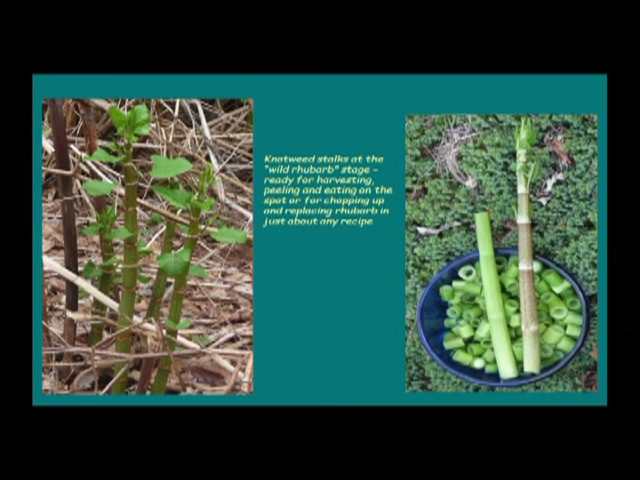 Knotweed stalks at the
"wild rhubarb" stage -
ready for harvesting,
peeling and eating on the
spot or for chopping up
and replacing rhubarb in
just about any recipe